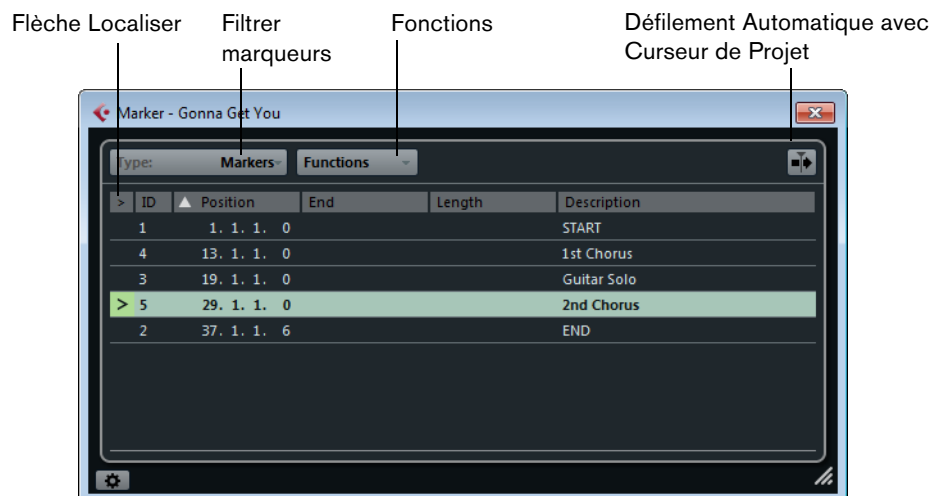 Flèche Localiser
Filtrer
marqueurs
Fonctions
Défilement Automatique avec
Curseur de Projet
Marker - Gonna Get You
Type: Markers Functions
> ID Position End Length Description
1 1. 1. 1. 0 START
4 13. 1. 1. 0 1st Chorus
3 19. 1. 1. 0 Guitar Solo
> 5 29. 1. 1. 0 2nd Chorus
2 37. 1. 1. 6 END